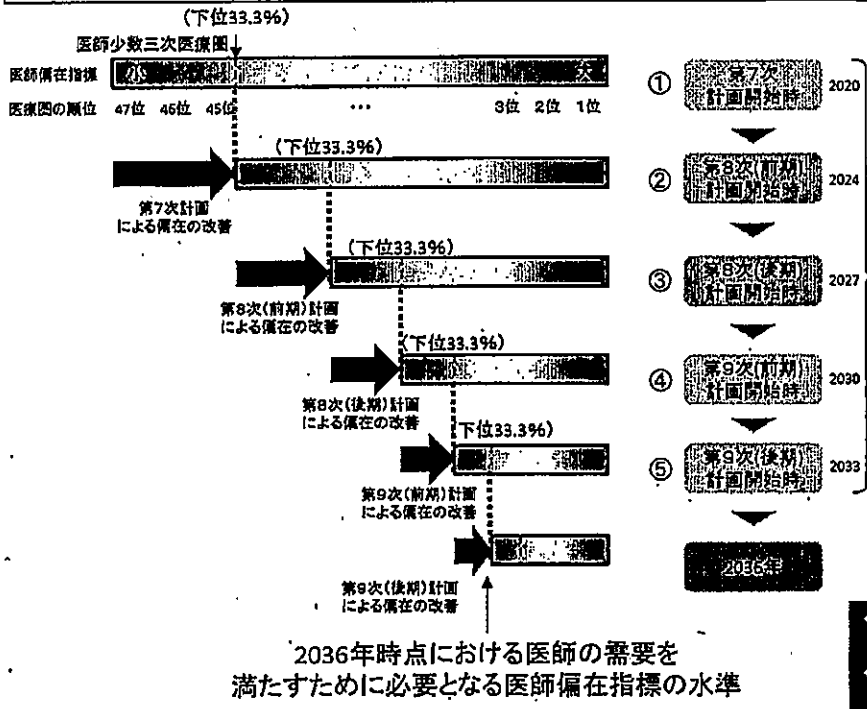 (下位33.3%)
医師少数三次医療圏
医師偏在指標 小 大
医療圏の順位 47位 46位 45位 … 3位 2位 1位
① 第7次
計画開始時
2020
(下位33.3%)
② 第8次(前期)
計画開始時
2024
第7次計画
による偏在の改善
(下位33.3%)
③ 第8次(後期)
計画開始時
2027
第8次(前期)計画
による偏在の改善
(下位33.3%)
④ 第9次(前期)
計画開始時
2030
第8次(後期)計画
による偏在の改善
下位33.3%)
⑤ 第9次(後期)
計画開始時
2033
第9次(前期)計画
による偏在の改善
2036年
第9次(後期)計画
による偏在の改善
2036年時点における医師の需要を
満たすために必要となる医師偏在指標の水準